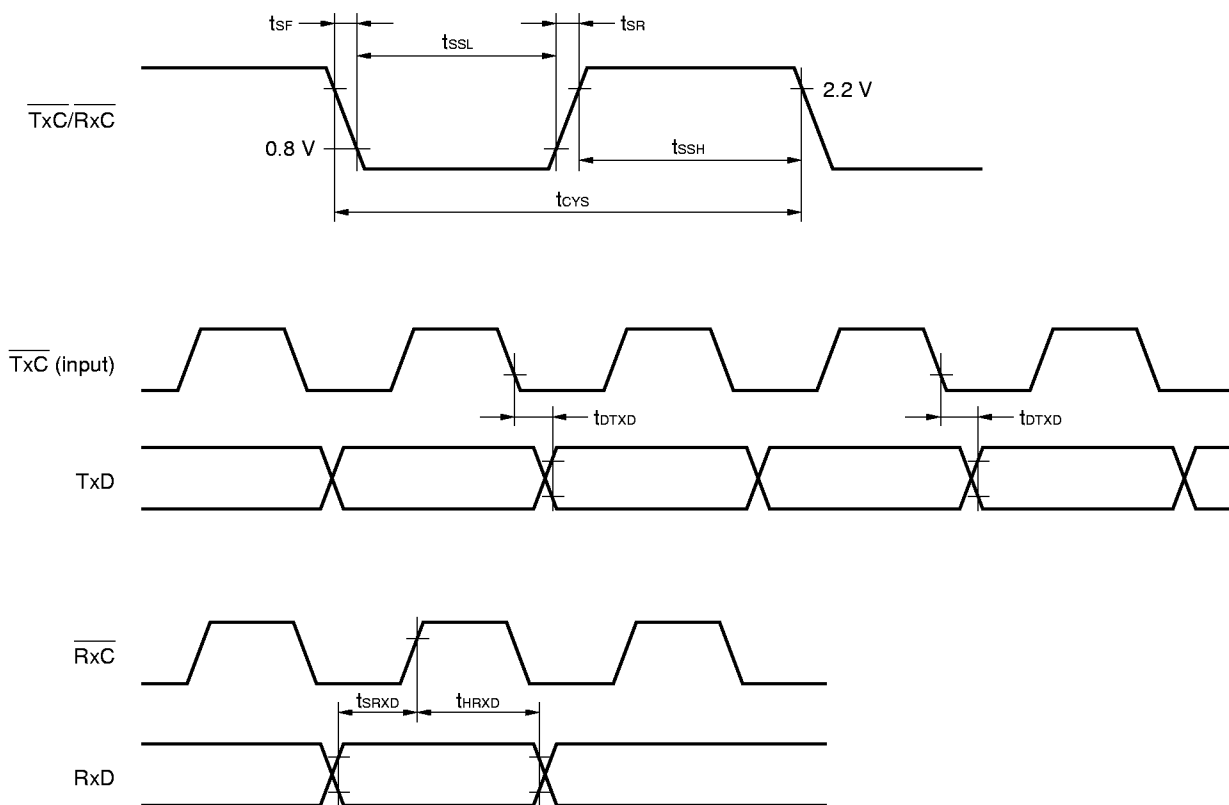 tSF
tSR
tSSL
TxC/RxC
2.2 V
0.8 V
tSSH
tCYS
TxC (input)
tDTXD
tDTXD
TxD
RxC
tSRXD
tHRXD
RxD